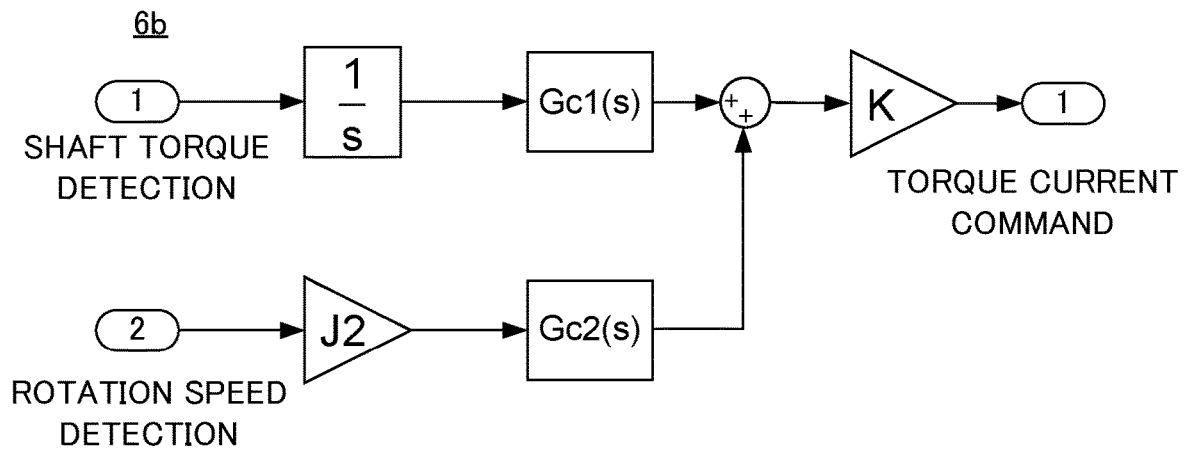 6b
1
SHAFT TORQUE
DETECTION
1
s
Gc1(s)
+
+
K
1
TORQUE CURRENT
COMMAND
2
ROTATION SPEED
DETECTION
J2
Gc2(s)